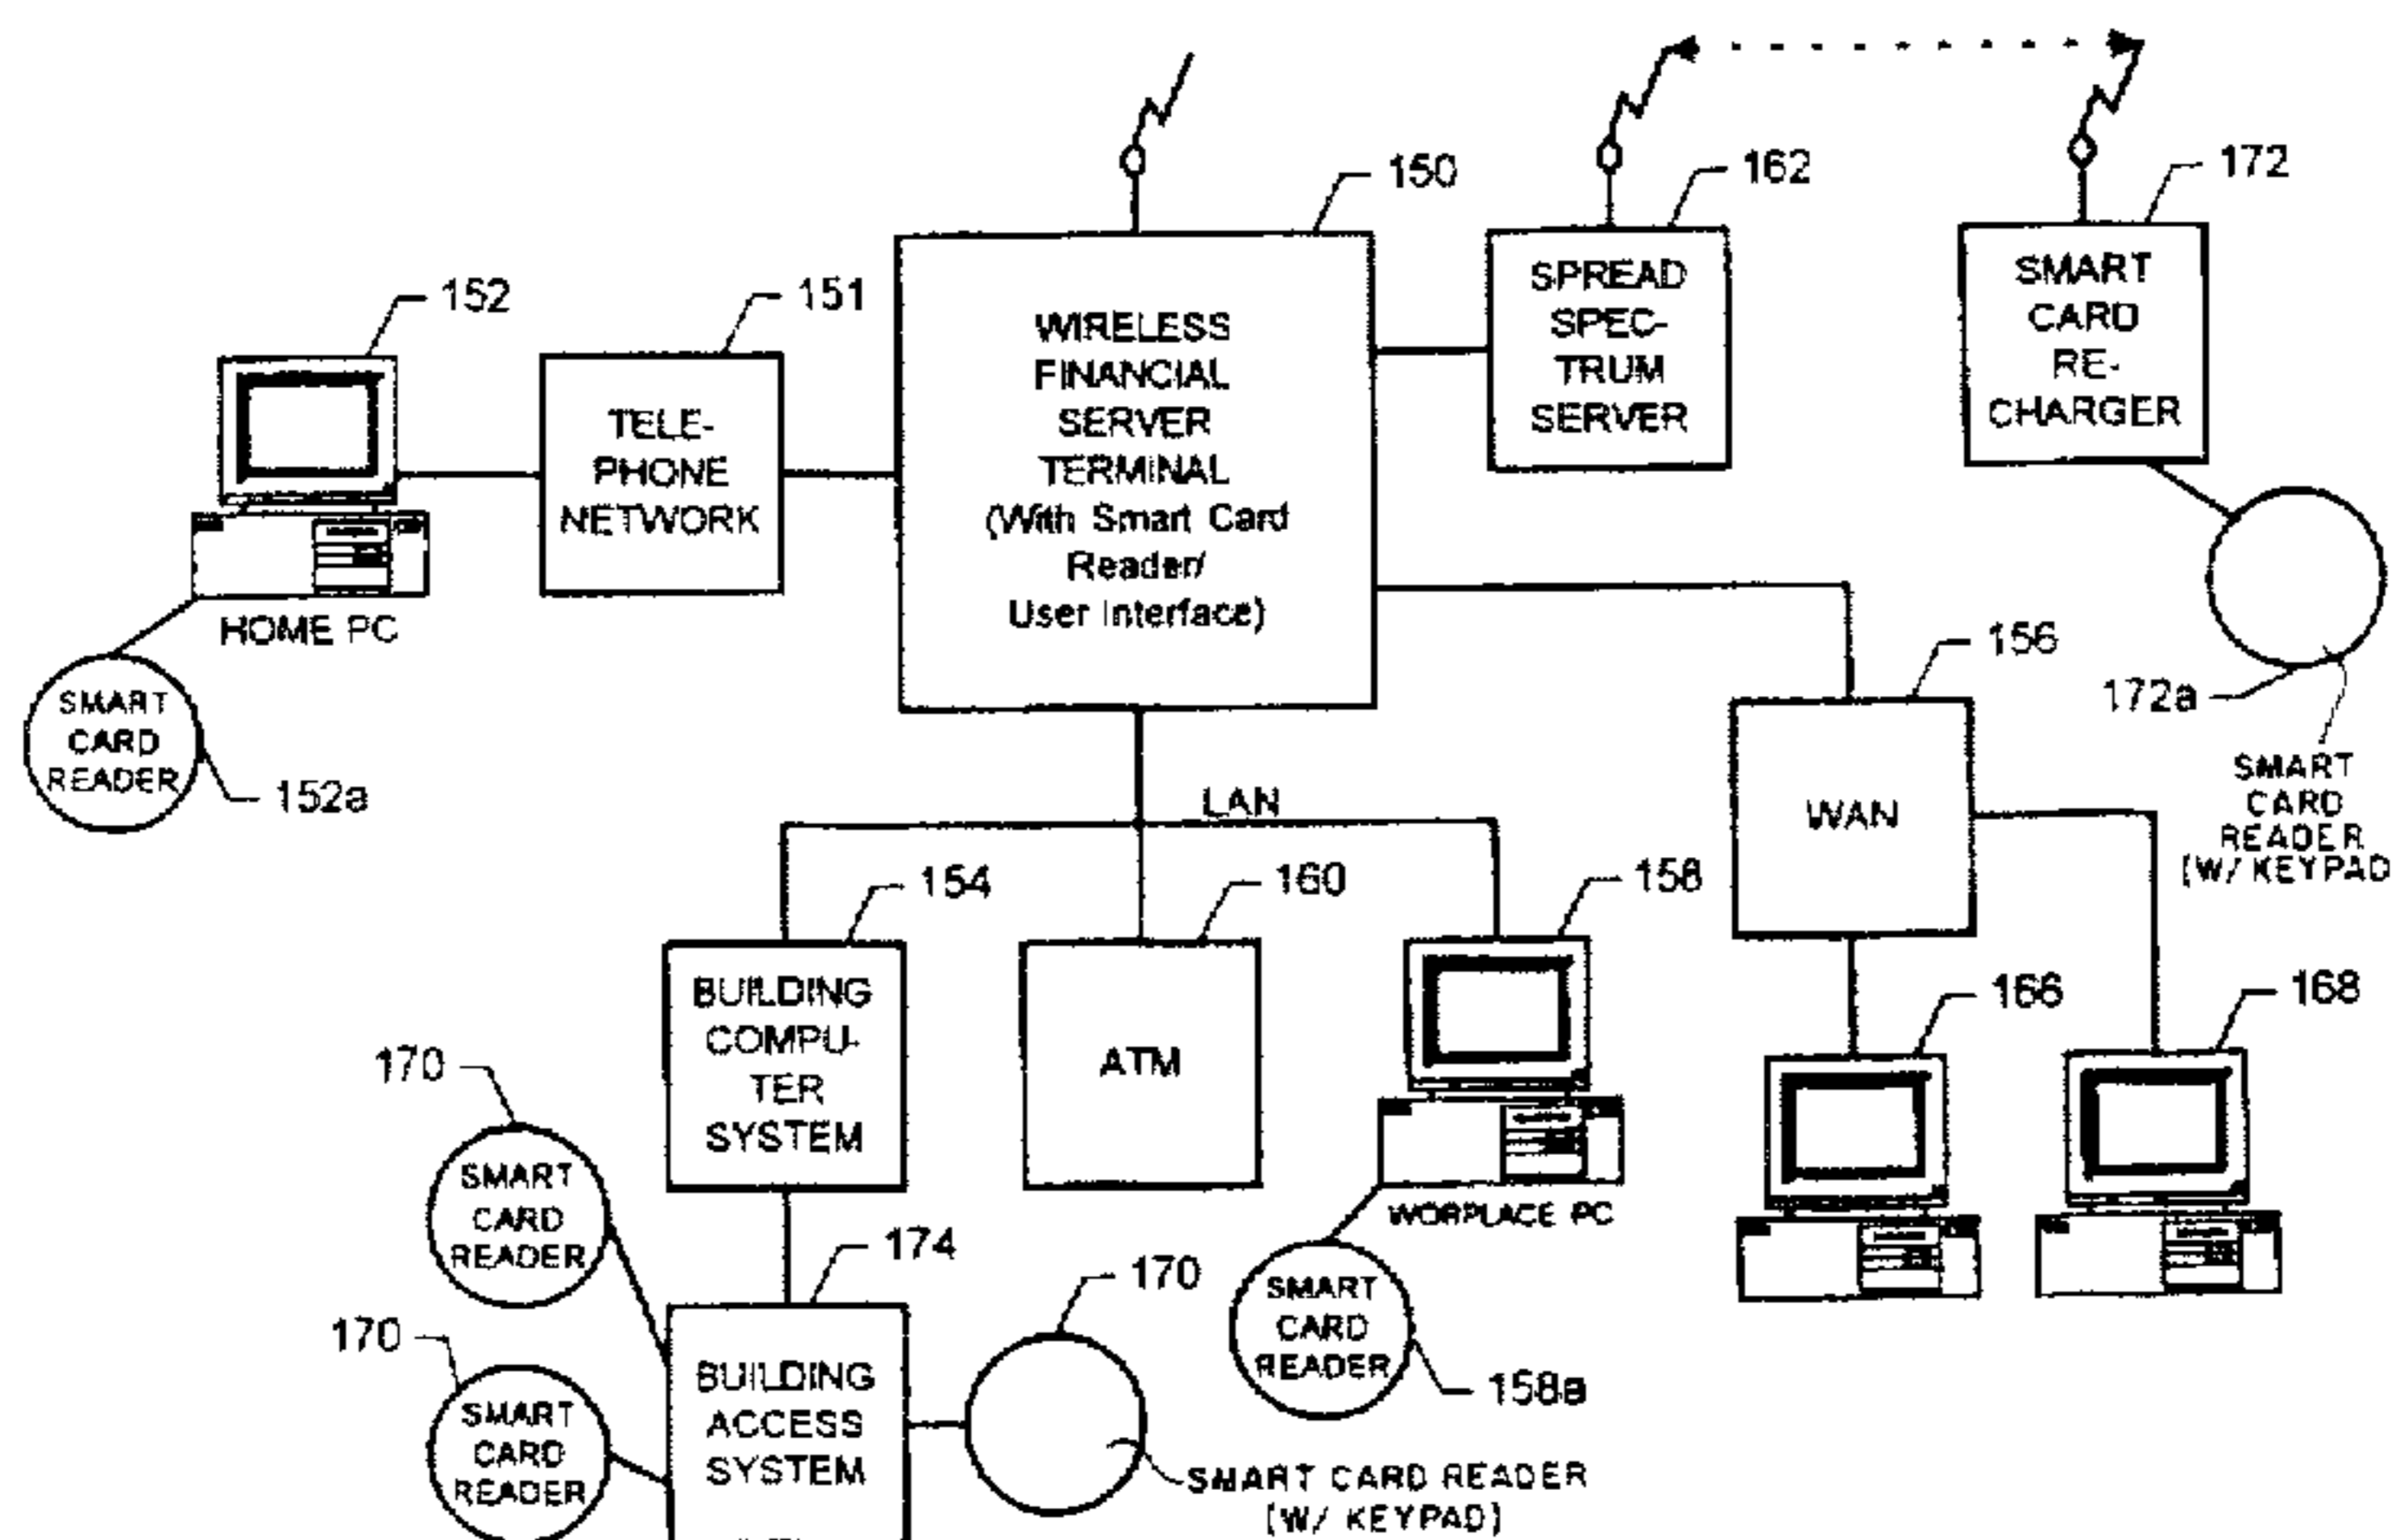 150
162
172
152
151
WIRELESS
FINANCIAL
SERVER
TERMINAL
(With Smart Card
Reader/
User Interface)
SPREAD
SPEC-
TRUM
SERVER
SMART
CARD
RE-
CHARGER
TELE-
PHONE
NETWORK
HOME PC
SMART
CARD
READER
152a
156
172a
SMART
CARD
READER
(W/ KEYPAD
LAN
WAN
154
160
158
BUILDING
COMPU-
TER
SYSTEM
ATM
WORPLACE PC
166
168
170
SMART
CARD
READER
174
170
SMART
CARD
READER
158a
170
SMART
CARD
READER
BUILDING
ACCESS
SYSTEM
SMART CARD READER
(W/ KEYPAD)